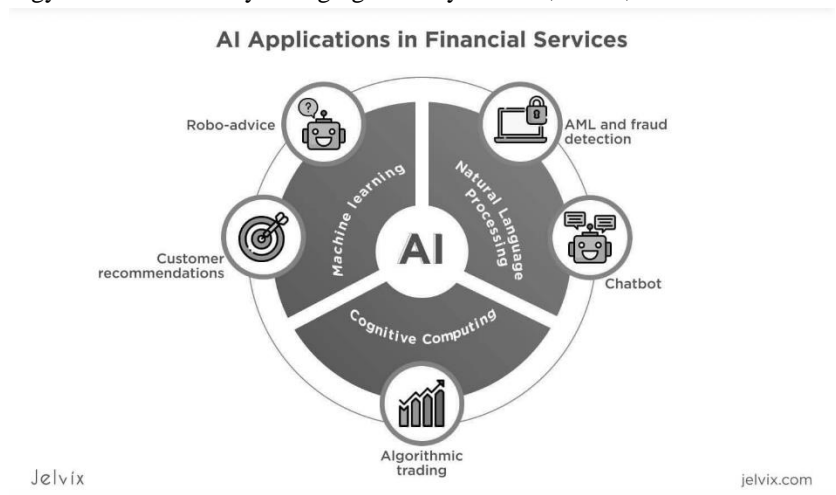 AI Applications in Financial Services
Robo-advice
AML and fraud
detection
Machine learning
Natural Language
Processing
AI
Customer
recommendations
Chatbot
Cognitive Computing
Algorithmic
trading
Jelvix
jelvix.com